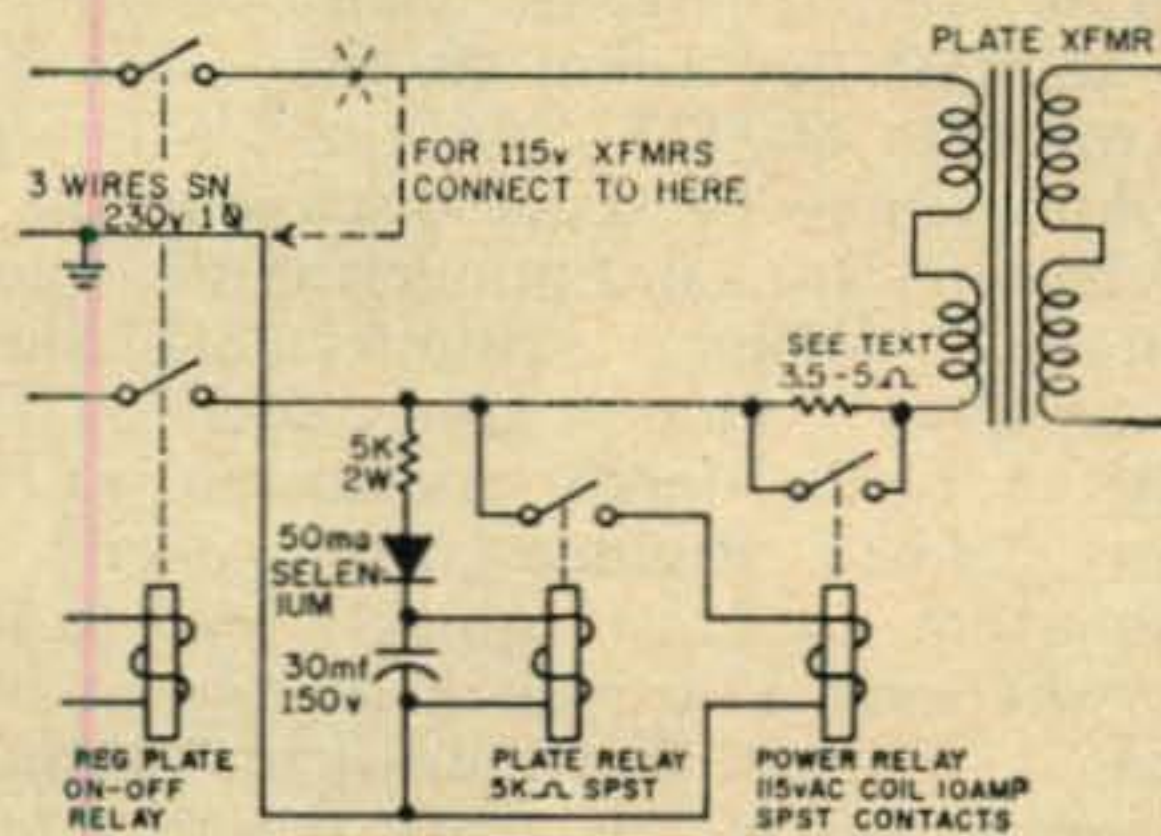 PLATE XFMR
FOR 115v XFMRS
CONNECT TO HERE
3 WIRES SN
230v 1Ø
SEE TEXT
3.5-5Ω
5K
2W
50ma
SELEN-
IUM
30mf
150v
REG PLATE
ON-OFF
RELAY
PLATE RELAY
5KΩ SPST
POWER RELAY
115vAC COIL 10AMP
SPST CONTACTS